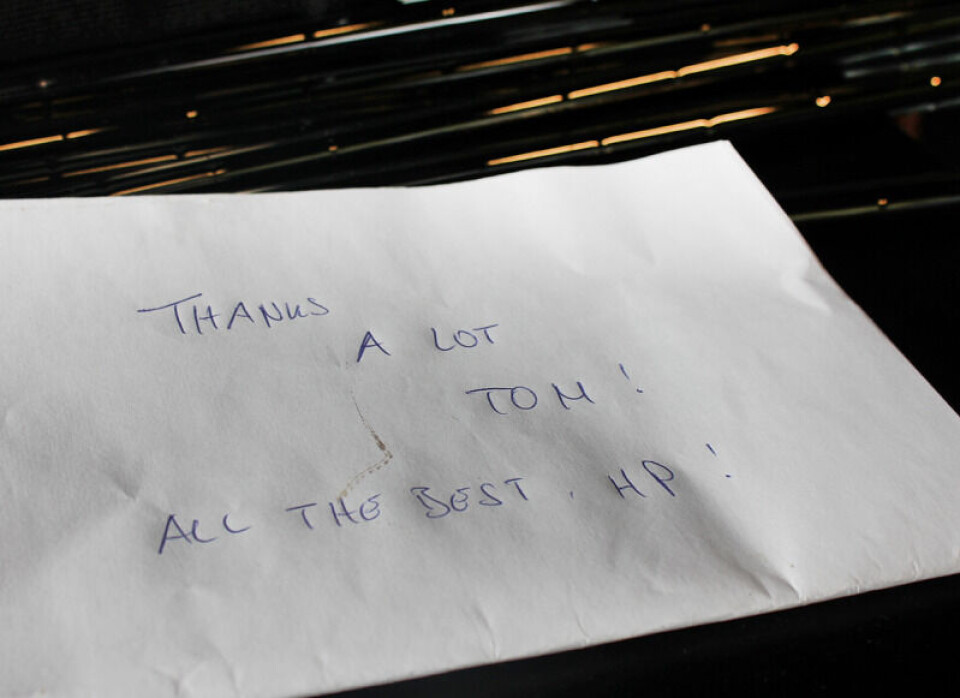 THANKS
A LOT
TOM !
ALL THE BEST, HP !